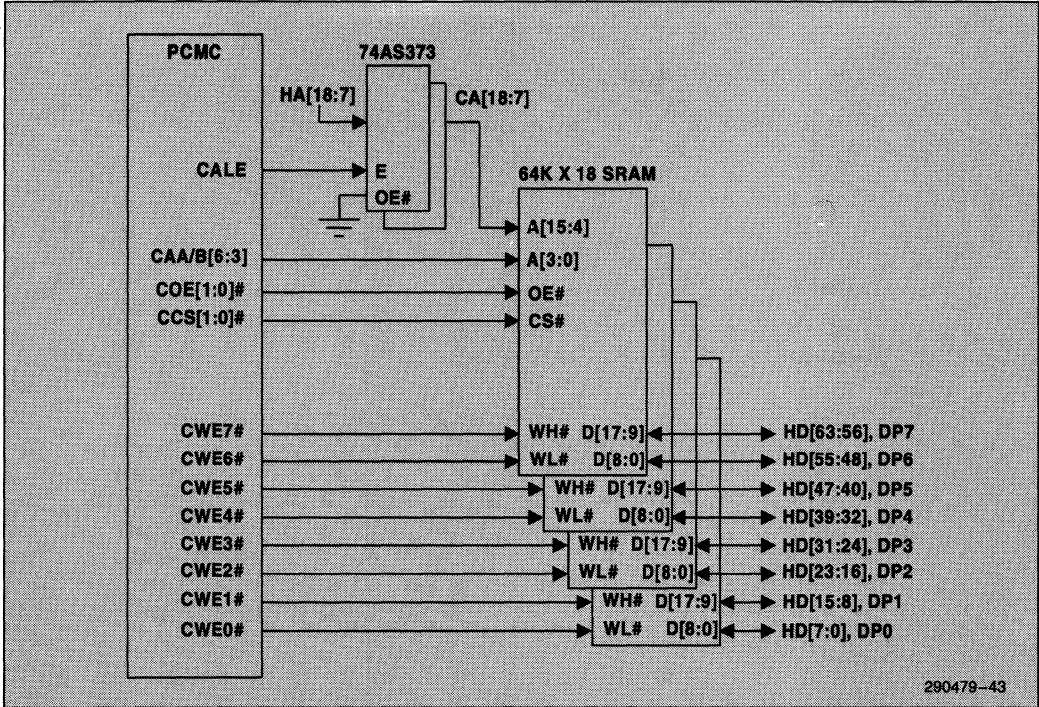 PCMC
74AS373
HA[18:7]
CA[18:7]
CALE
E
OE#
64K X 18 SRAM
A[15:4]
CAA/B[6:3]
A[3:0]
COE[1:0]#
OE#
CCS[1:0]#
CS#
CWE7# WH# D[17:9] HD[63:56], DP7
CWE6# WL# D[8:0] HD[55:48], DP6
CWE5# WH# D[17:9] HD[47:40], DP5
CWE4# WL# D[8:0] HD[39:32], DP4
CWE3# WH# D[17:9] HD[31:24], DP3
CWE2# WL# D[8:0] HD[23:16], DP2
CWE1# WH# D[17:9] HD[15:8], DP1
CWE0# WL# D[8:0] HD[7:0], DP0
290479-43